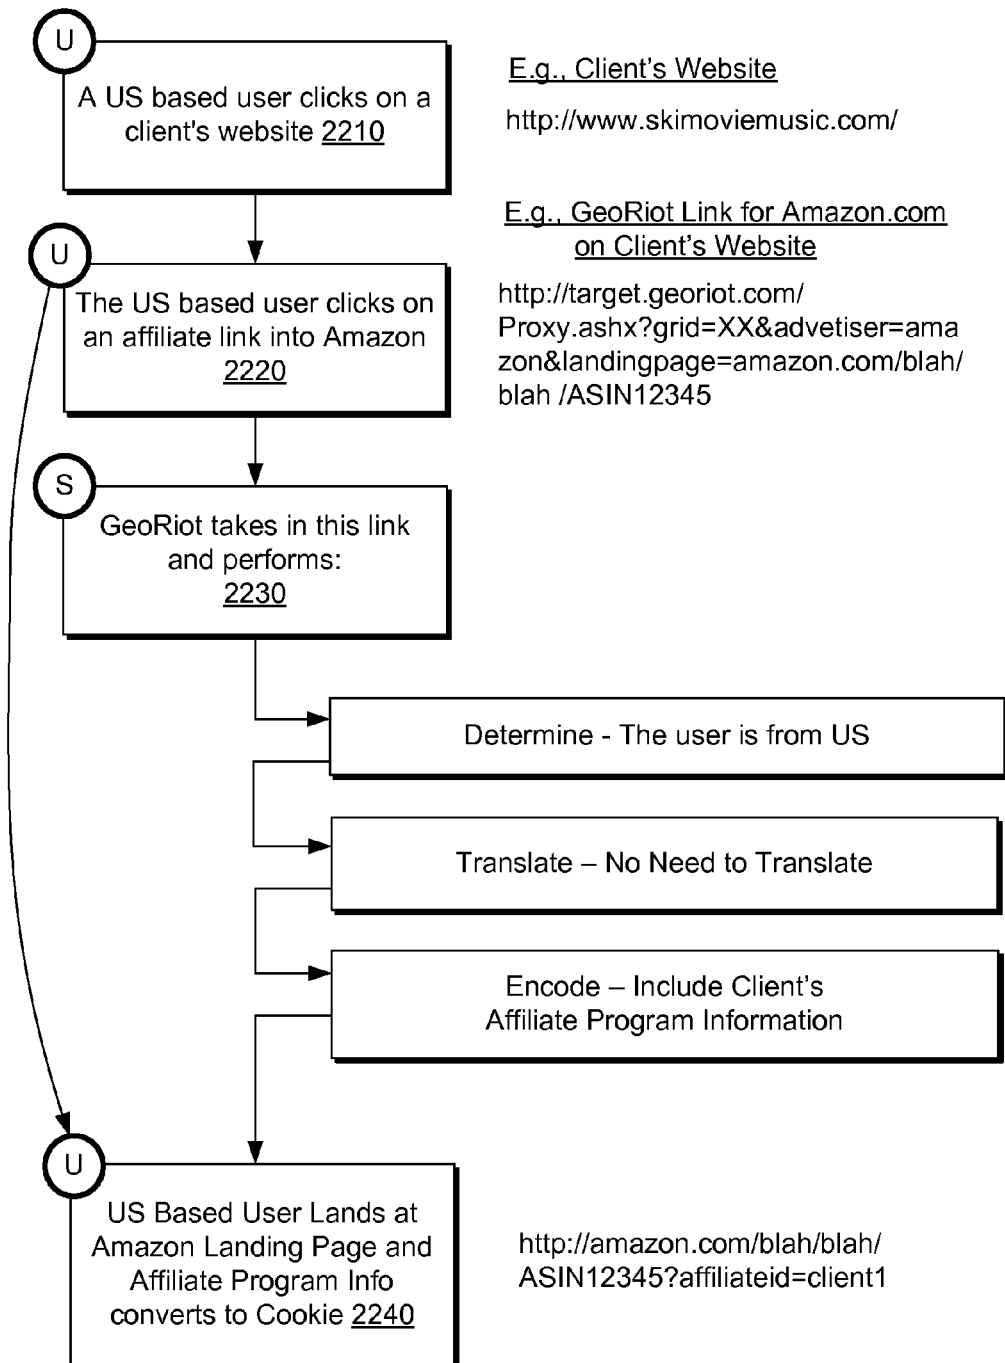 U
A US based user clicks on a
client's website 2210
E.g., Client's Website
http://www.skimoviemusic.com/
U
The US based user clicks on
an affiliate link into Amazon
2220
E.g., GeoRiot Link for Amazon.com
on Client's Website
http://target.georiot.com/
Proxy.ashx?grid=XX&advetiser=ama
zon&landingpage=amazon.com/blah/
blah /ASIN12345
S
GeoRiot takes in this link
and performs:
2230
Determine - The user is from US
Translate – No Need to Translate
Encode – Include Client's
Affiliate Program Information
U
US Based User Lands at
Amazon Landing Page and
Affiliate Program Info
converts to Cookie 2240
http://amazon.com/blah/blah/
ASIN12345?affiliateid=client1